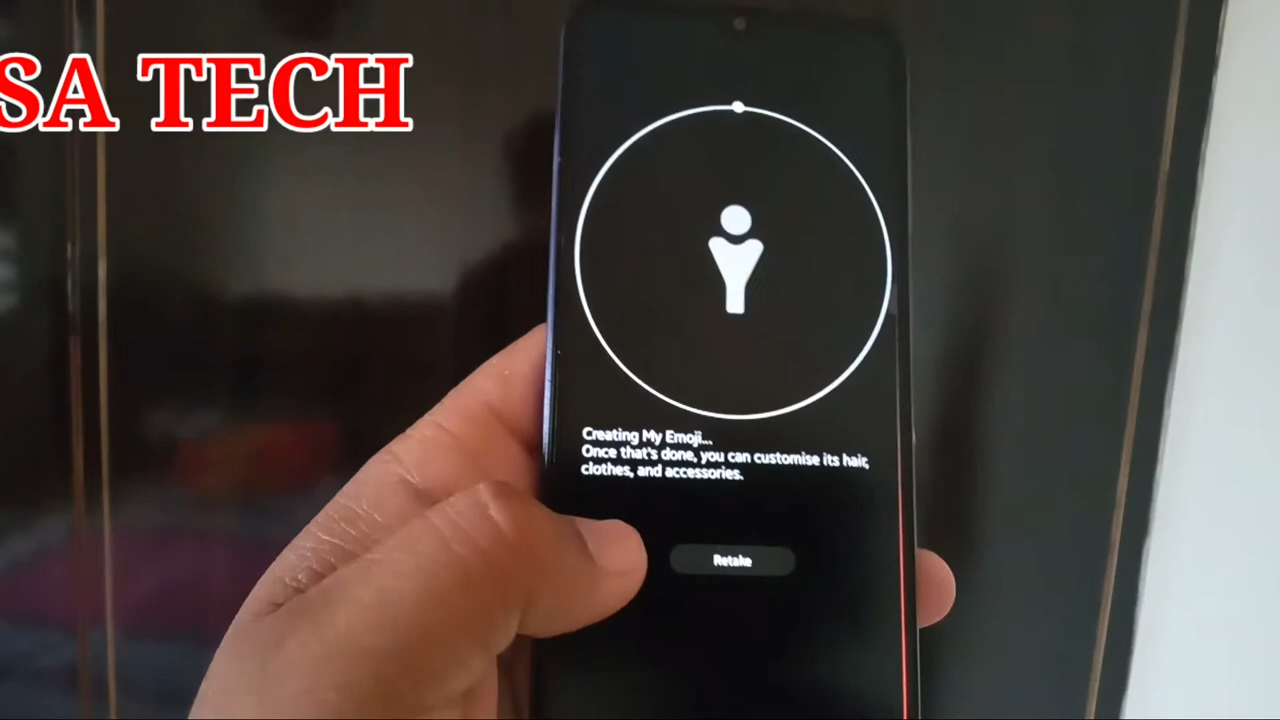 SA TECH
Creating My Emoji...
Once that's done, you can customise its hair,
clothes, and accessories.
Retake